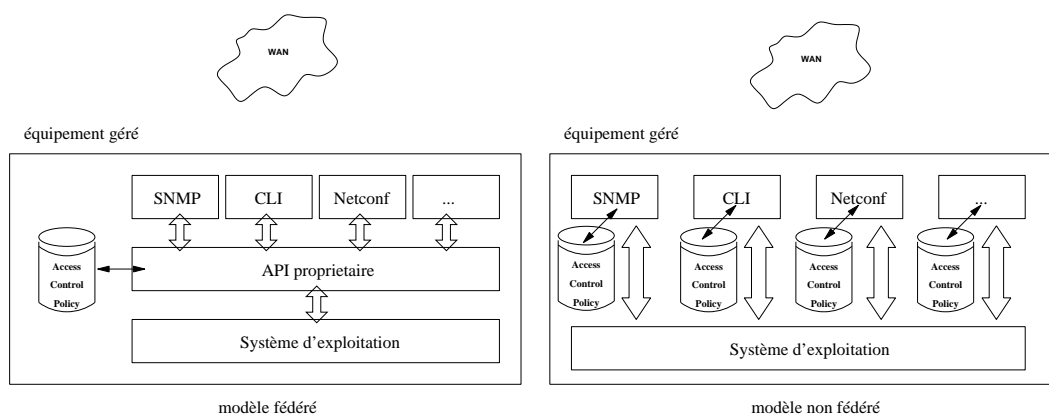 WAN
équipement géré
SNMP
CLI
Netconf
...
Access
Control
Policy
API proprietaire
Système d'exploitation
modèle fédéré
WAN
équipement géré
SNMP
CLI
Netconf
...
Access
Control
Policy
Access
Control
Policy
Access
Control
Policy
Access
Control
Policy
Système d'exploitation
modèle non fédéré